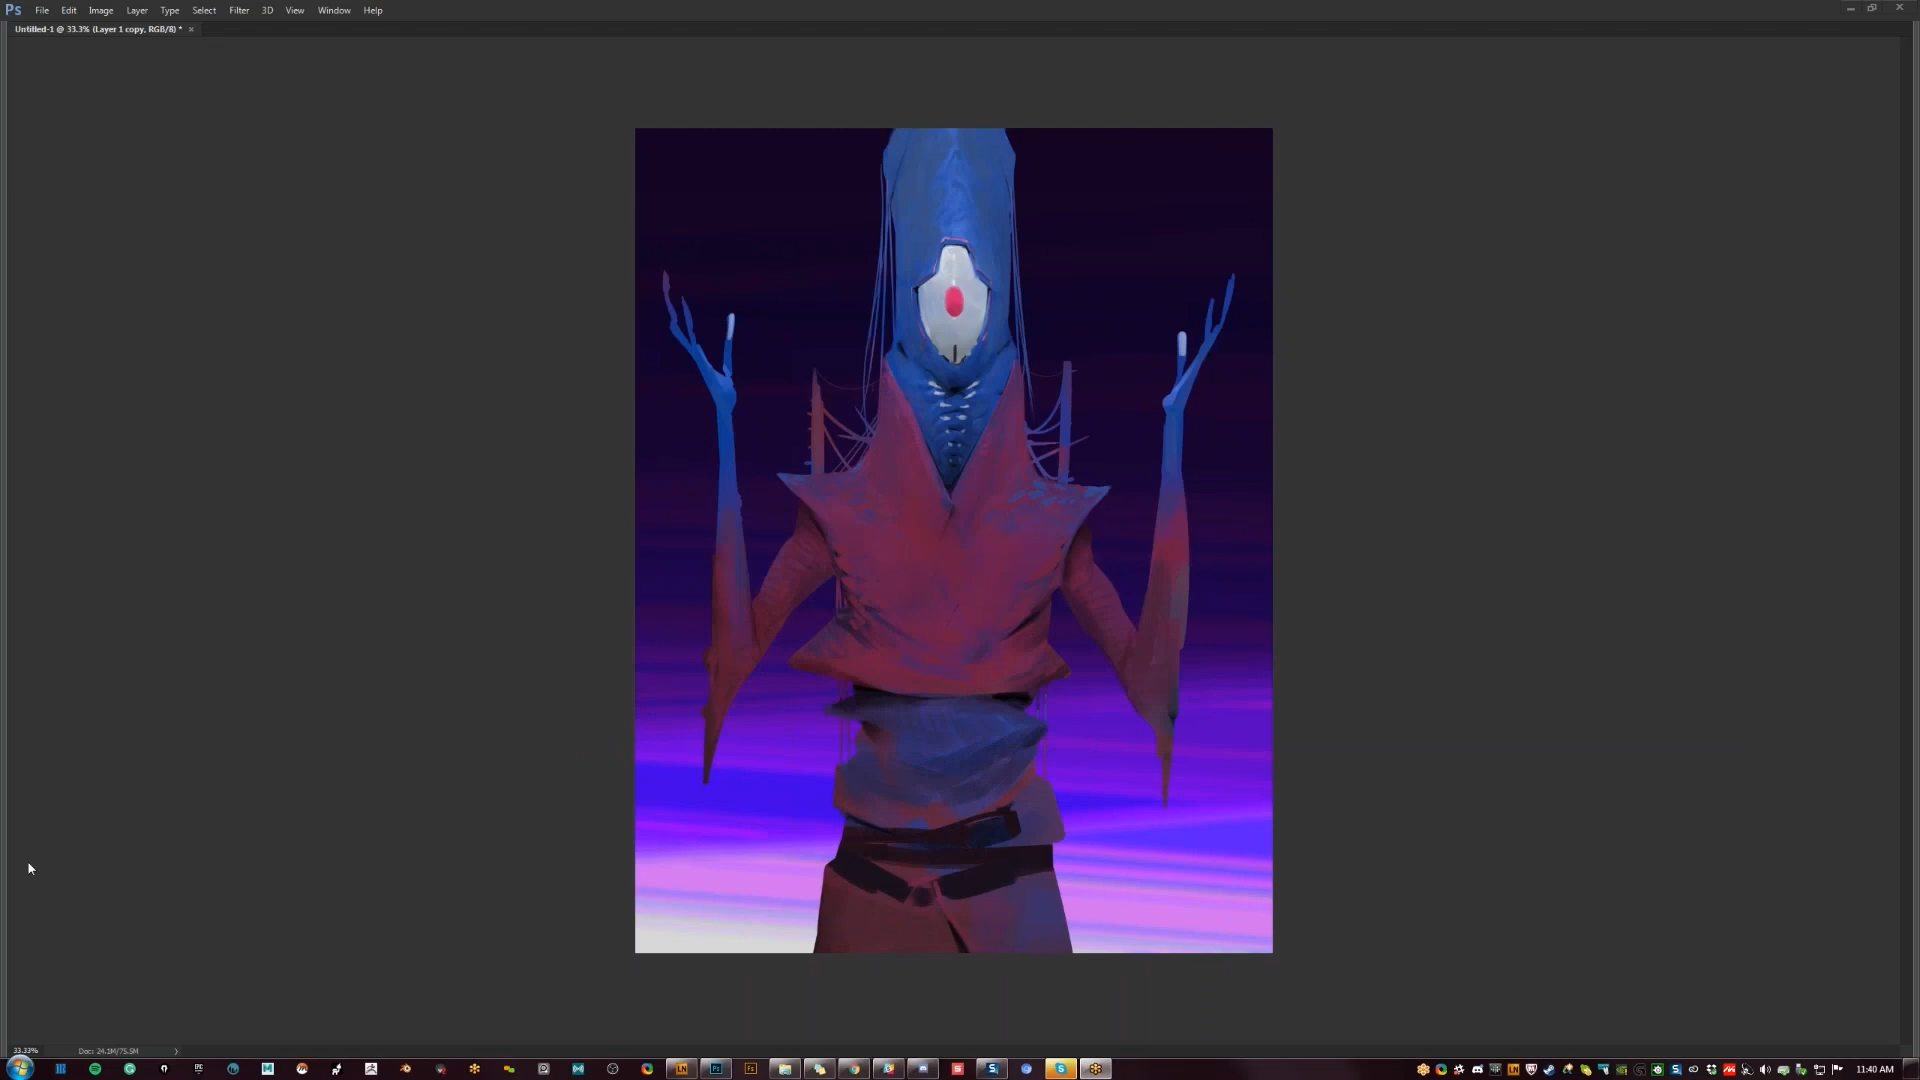 Ps File Edit Image Layer Type Select Filter 3D View Window Help
Untitled-1 @ 33.3% (Layer 1 copy, RGB/8) * ×
33.33% Doc: 24.1M/75.5M
11:40 AM